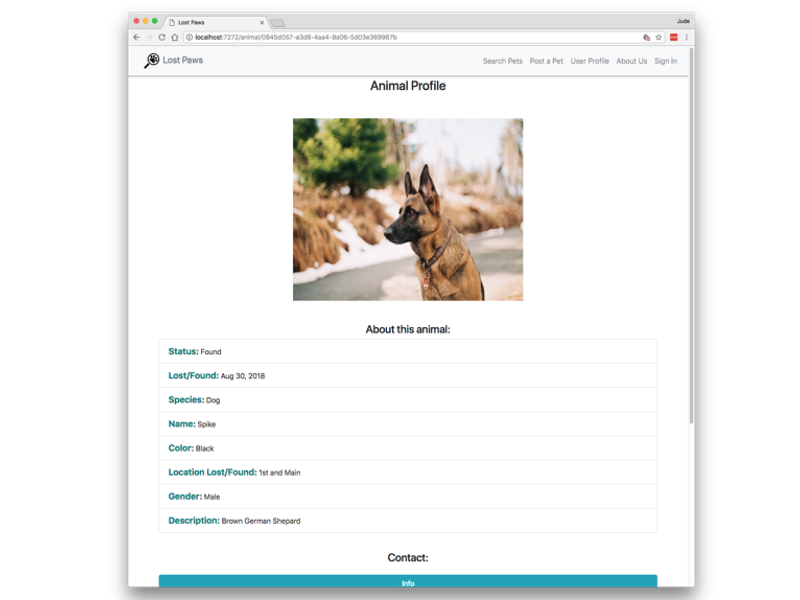 Lost Paws
Jude
localhost:7272/animal/0845d057-a3d8-4aa4-9a06-5d03e369987b
Lost Paws
Search Pets Post a Pet User Profile About Us Sign In
Animal Profile
About this animal:
Status: Found
Lost/Found: Aug 30, 2018
Species: Dog
Name: Spike
Color: Black
Location Lost/Found: 1st and Main
Gender: Male
Description: Brown German Shepard
Contact:
Info